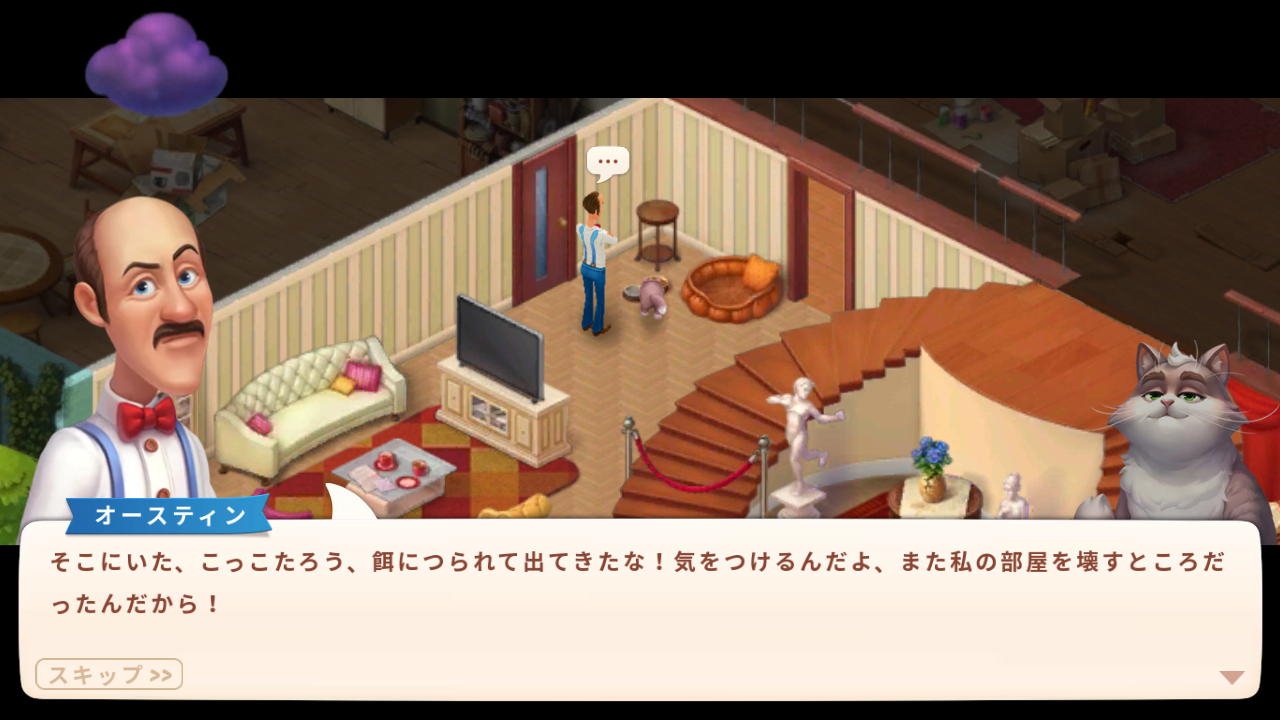 オースティン
そこにいた、こっこたろう、餌につられて出てきたな！気をつけるんだよ、また私の部屋を壊すところだ
ったんだから！
スキップ >>